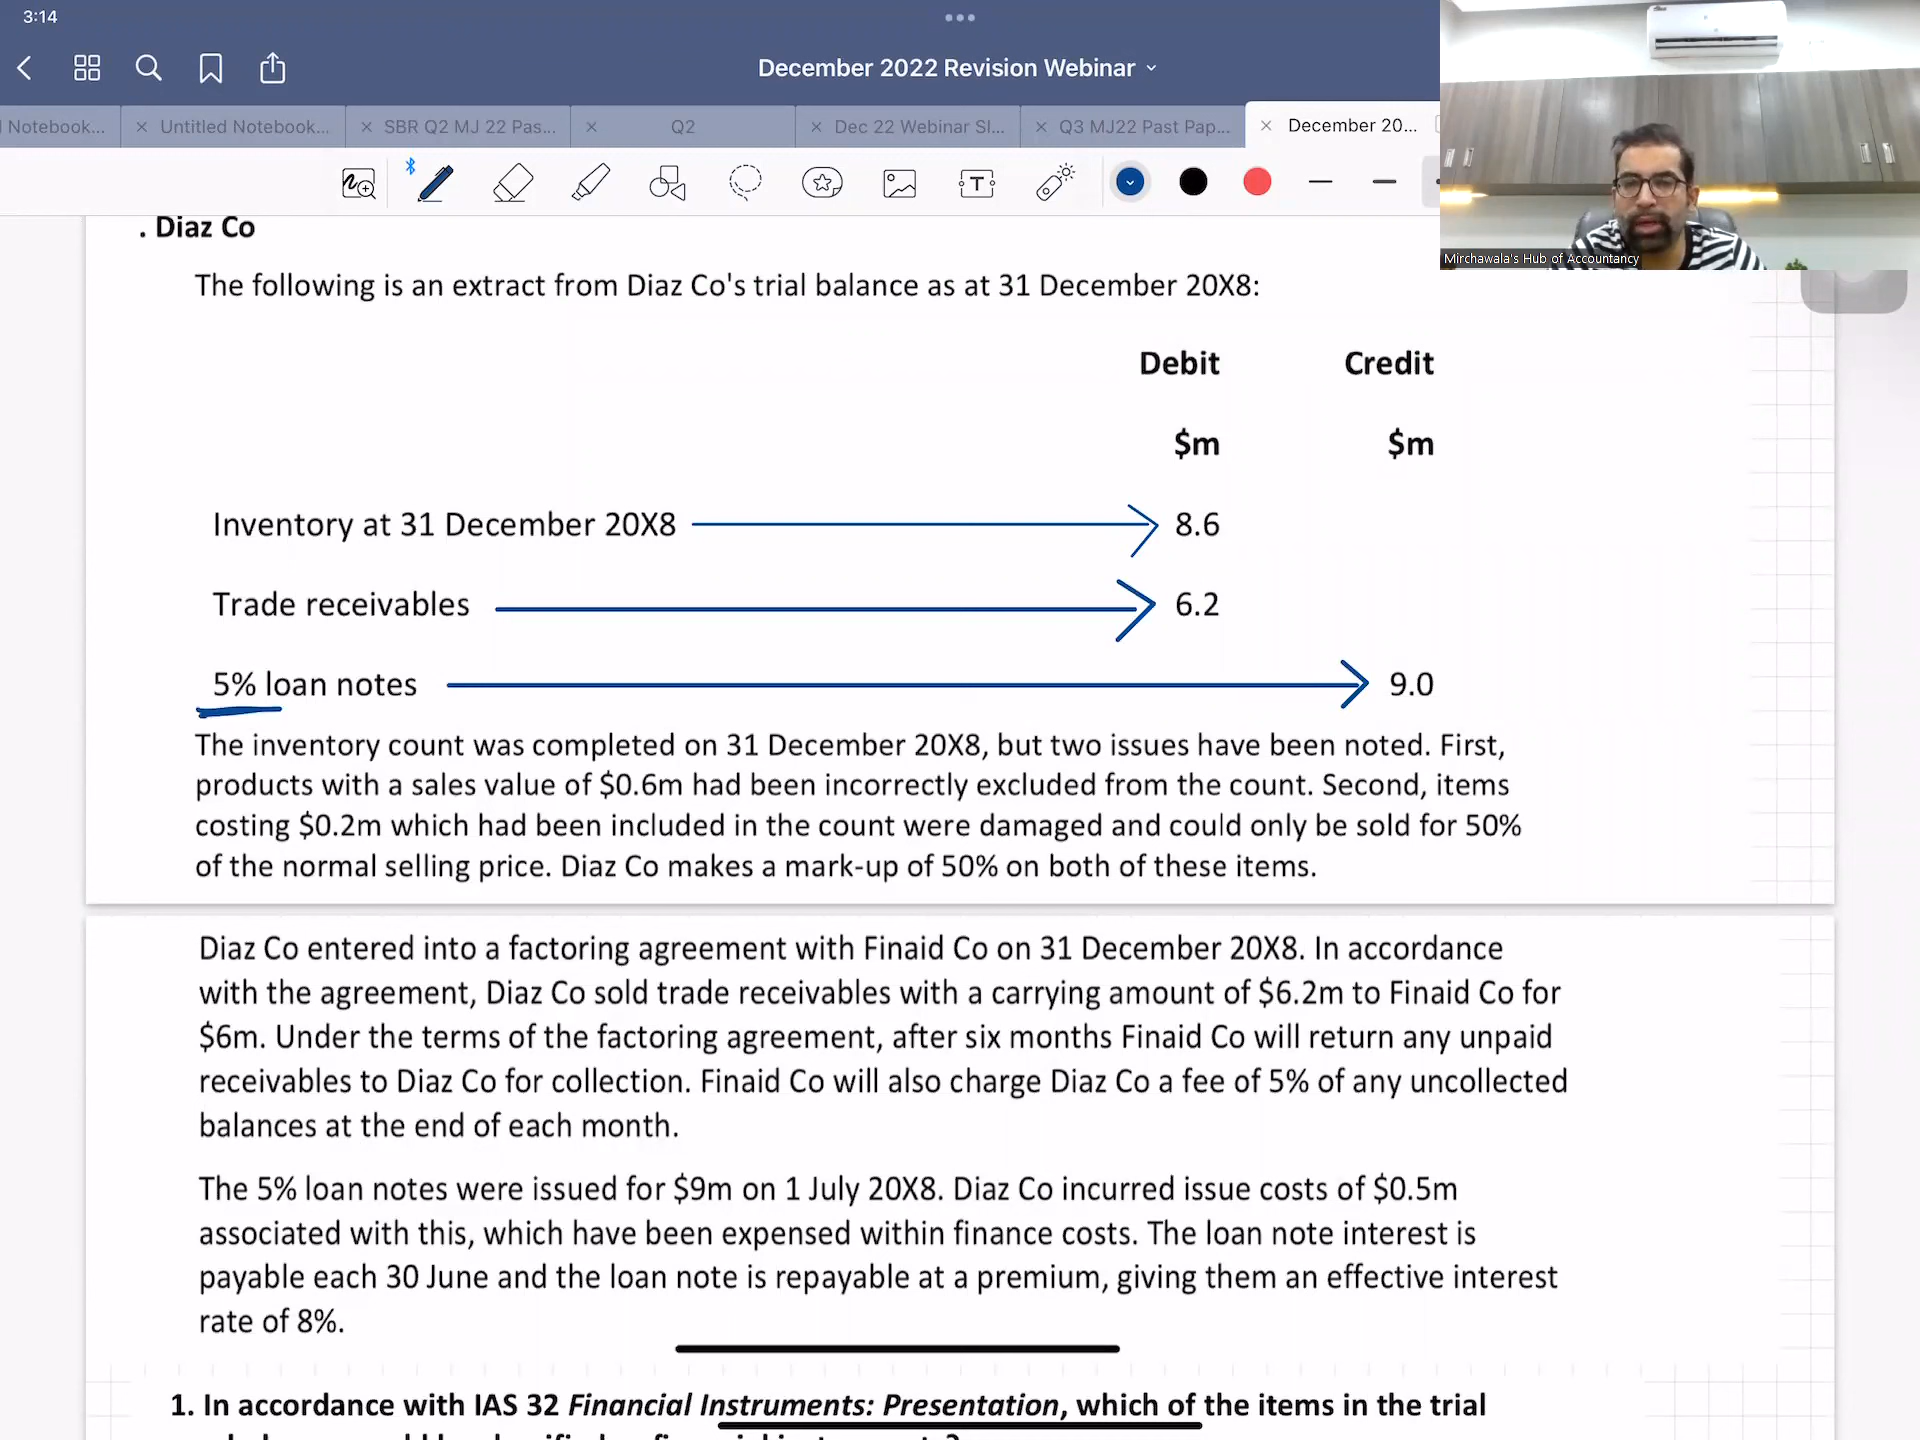 3:14
December 2022 Revision Webinar
Notebook...
Untitled Notebook...
SBR Q2 MJ 22 Pas...
Q2
Dec 22 Webinar Sl...
Q3 MJ22 Past Pap...
December 20...
Mirchawala's Hub of Accountancy
. Diaz Co
The following is an extract from Diaz Co's trial balance as at 31 December 20X8:
Debit Credit
$m $m
Inventory at 31 December 20X8 8.6
Trade receivables 6.2
5% loan notes 9.0
The inventory count was completed on 31 December 20X8, but two issues have been noted. First,
products with a sales value of $0.6m had been incorrectly excluded from the count. Second, items
costing $0.2m which had been included in the count were damaged and could only be sold for 50%
of the normal selling price. Diaz Co makes a mark-up of 50% on both of these items.
Diaz Co entered into a factoring agreement with Finaid Co on 31 December 20X8. In accordance
with the agreement, Diaz Co sold trade receivables with a carrying amount of $6.2m to Finaid Co for
$6m. Under the terms of the factoring agreement, after six months Finaid Co will return any unpaid
receivables to Diaz Co for collection. Finaid Co will also charge Diaz Co a fee of 5% of any uncollected
balances at the end of each month.
The 5% loan notes were issued for $9m on 1 July 20X8. Diaz Co incurred issue costs of $0.5m
associated with this, which have been expensed within finance costs. The loan note interest is
payable each 30 June and the loan note is repayable at a premium, giving them an effective interest
rate of 8%.
1. In accordance with IAS 32 Financial Instruments: Presentation, which of the items in the trial